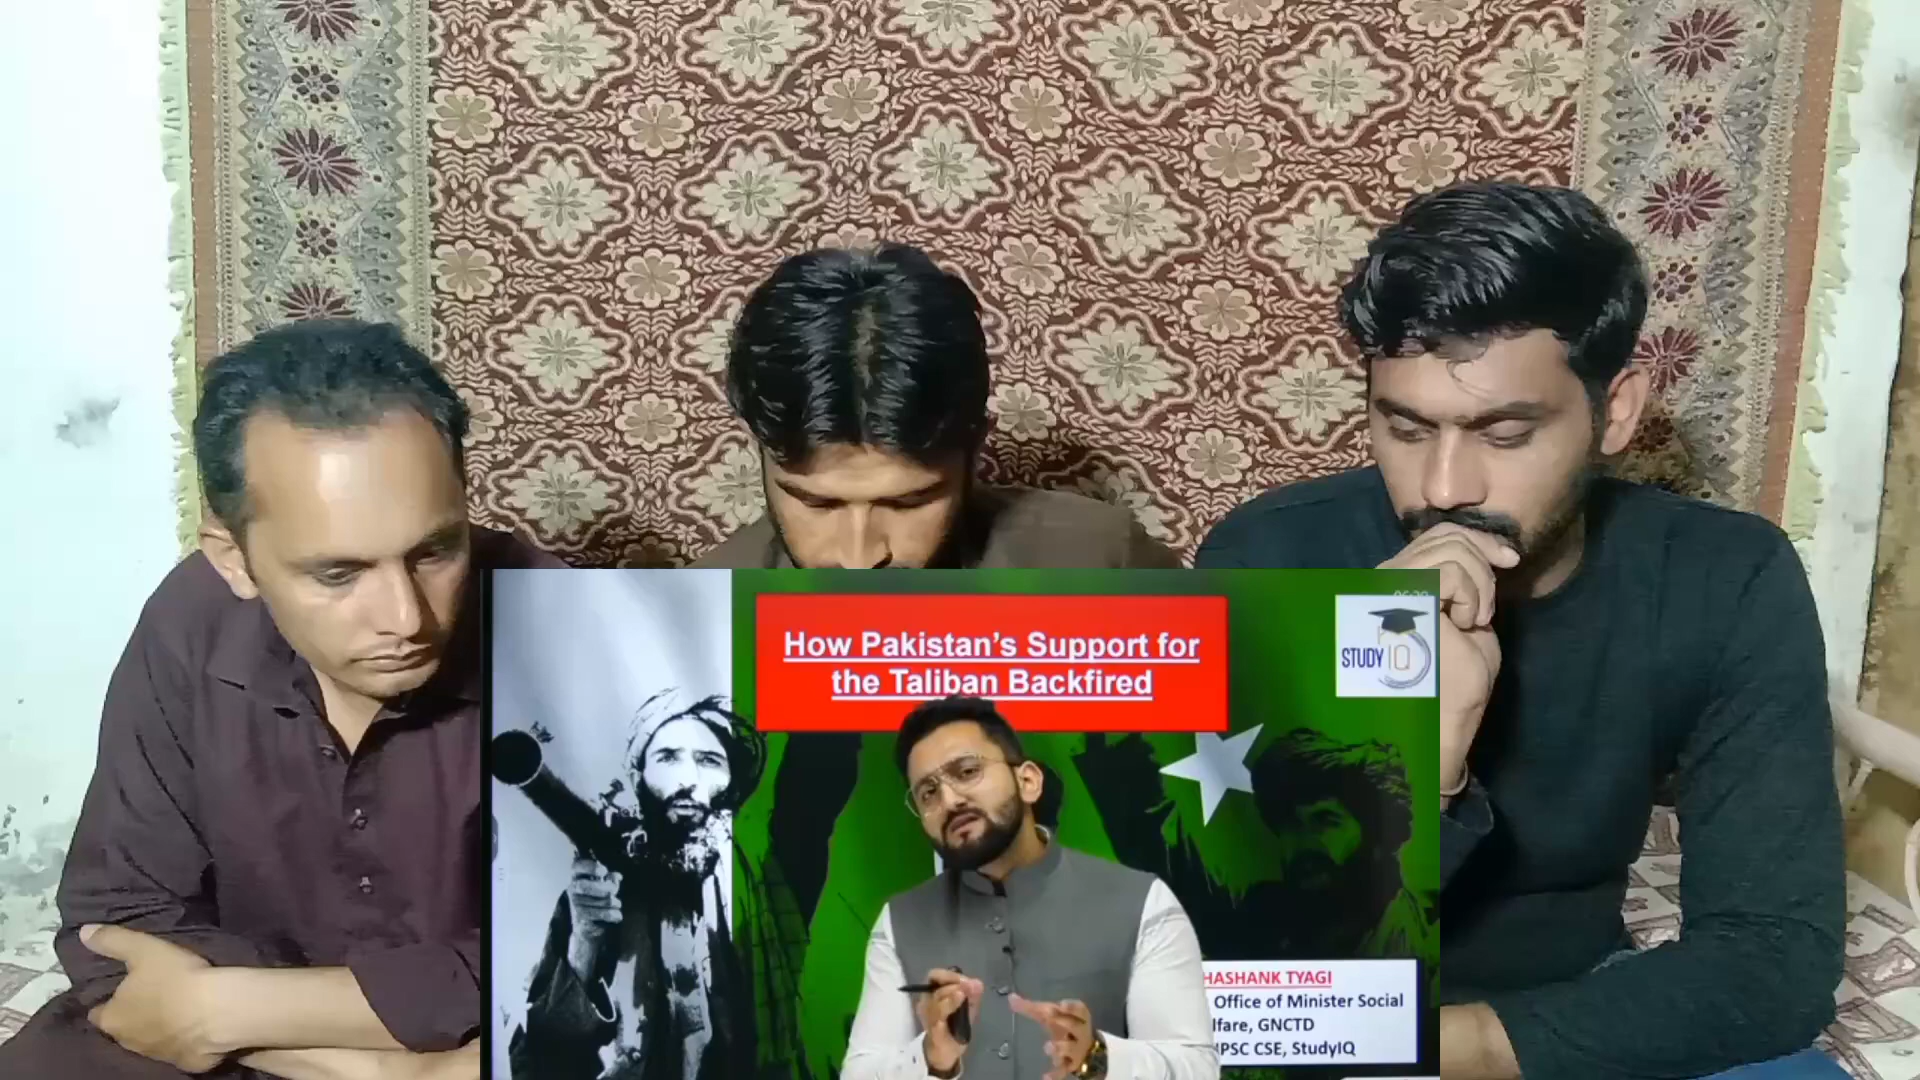 How Pakistan's Support for
the Taliban Backfired
STUDY IQ
HASHANK TYAGI
Office of Minister Social
lfare, GNCTD
PSC CSE, StudyIQ